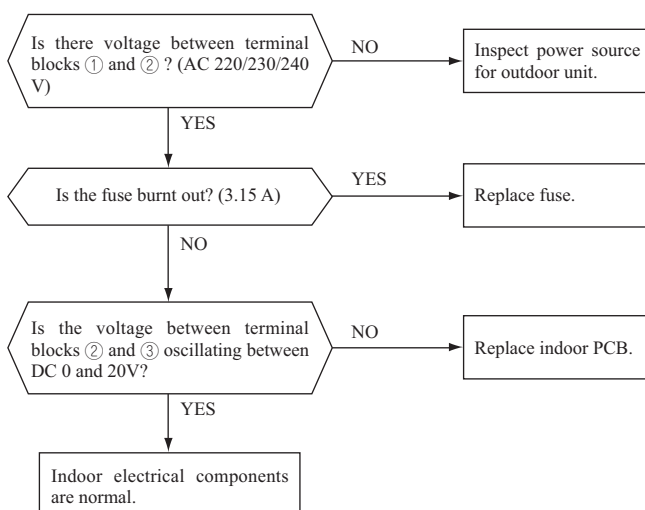 Is there voltage between terminal
blocks ① and ② ? (AC 220/230/240
V)
NO
Inspect power source
for outdoor unit.
YES
Is the fuse burnt out? (3.15 A)
YES
Replace fuse.
NO
Is the voltage between terminal
blocks ② and ③ oscillating between
DC 0 and 20V?
NO
Replace indoor PCB.
YES
Indoor electrical components
are normal.